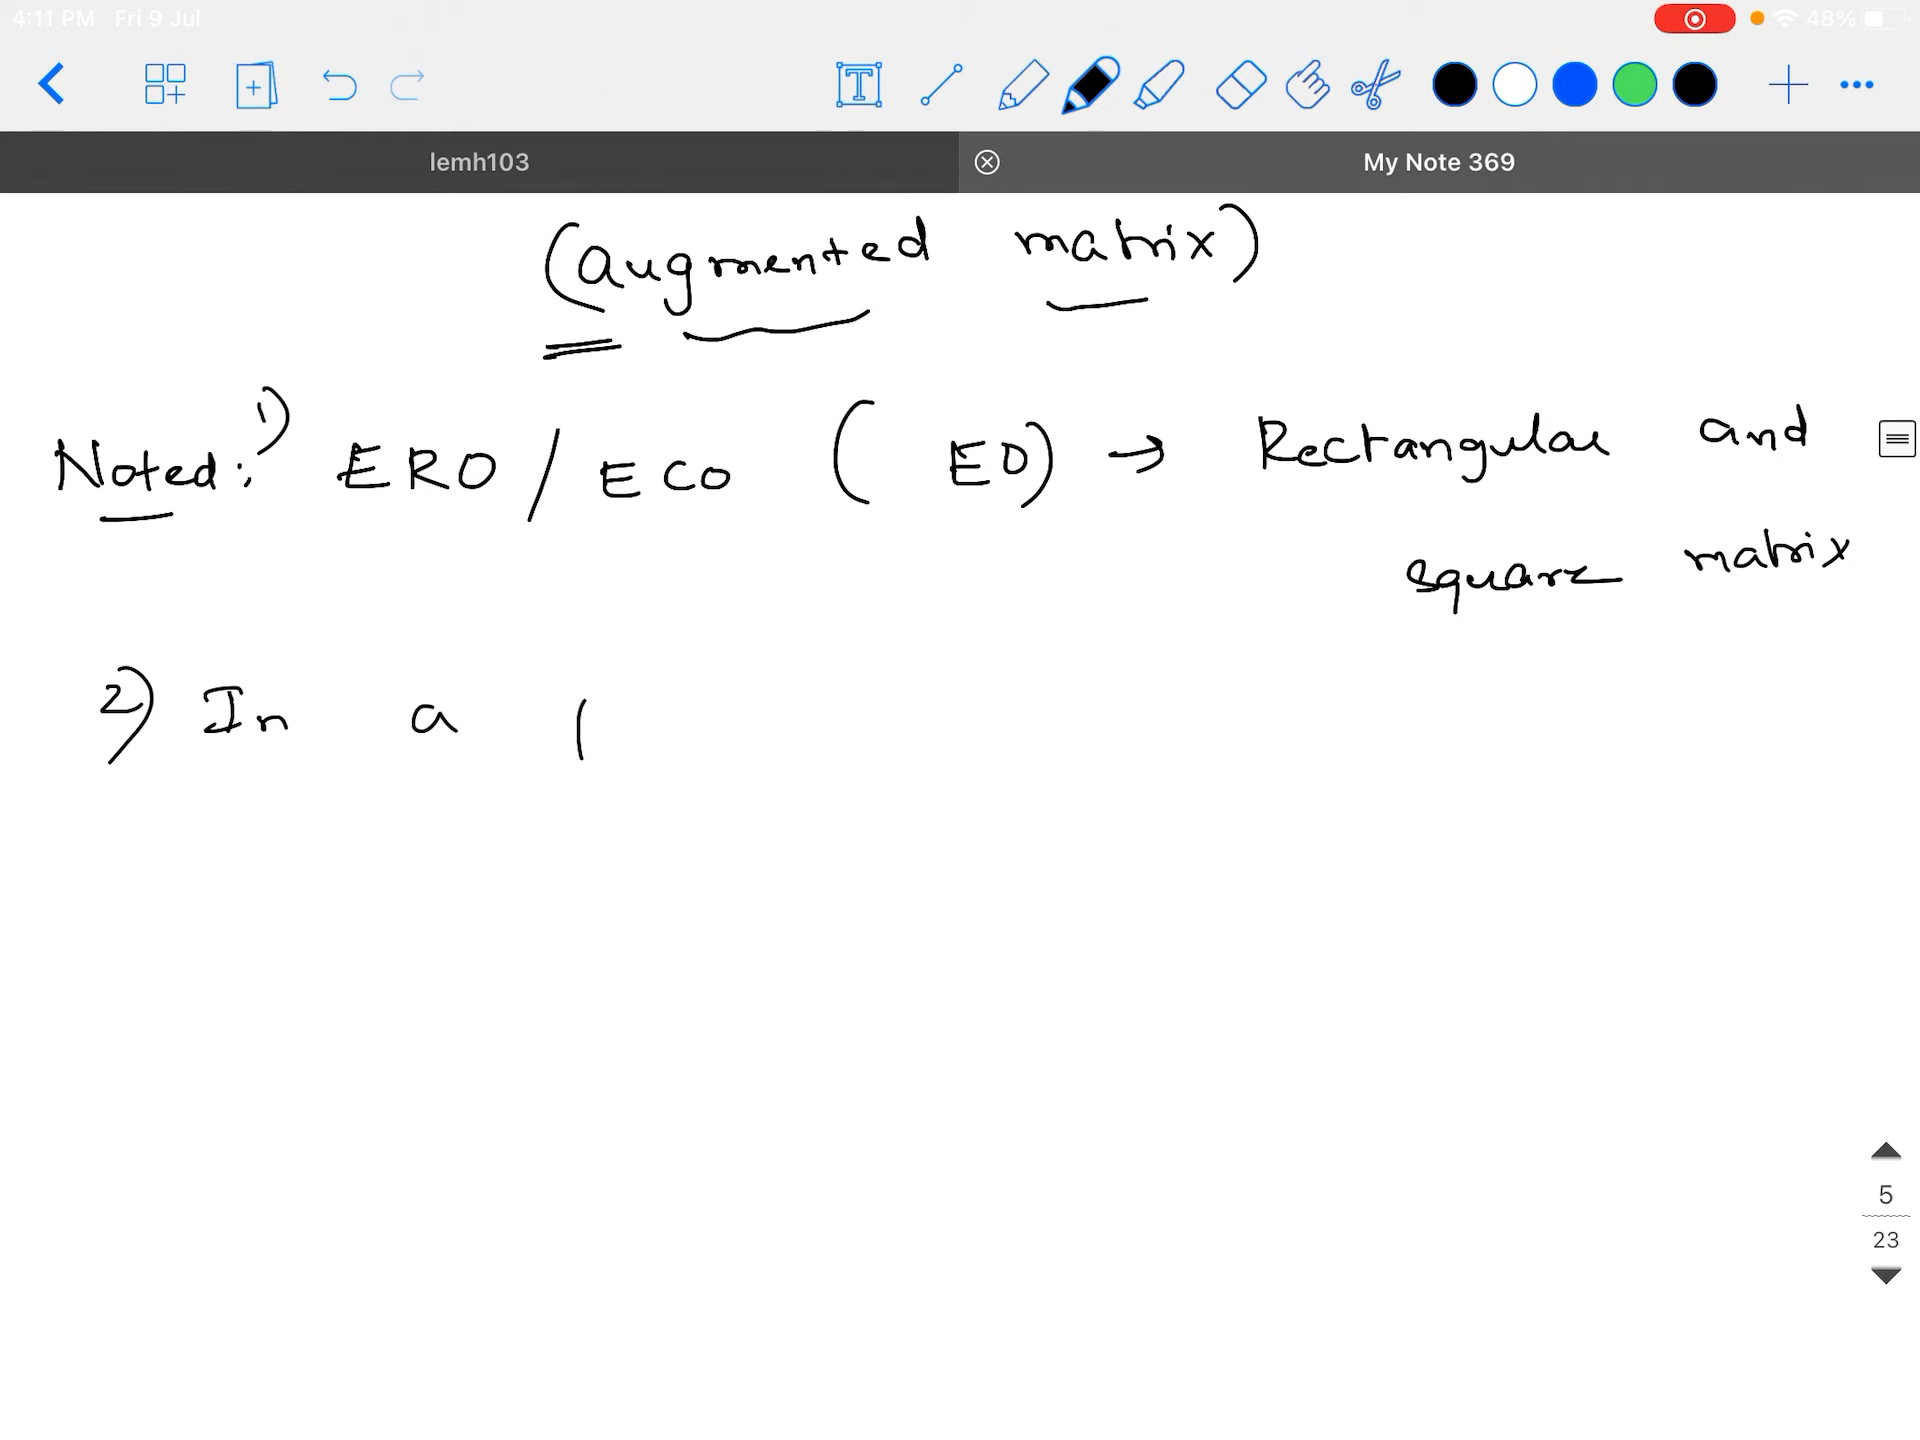 4:11 PM Fri 9 Jul 48%
lemh103 My Note 369
(augmented matrix)
Noted: 1) ERO / ECO ( EO) → Rectangular and
square matrix
2) In a
5
23